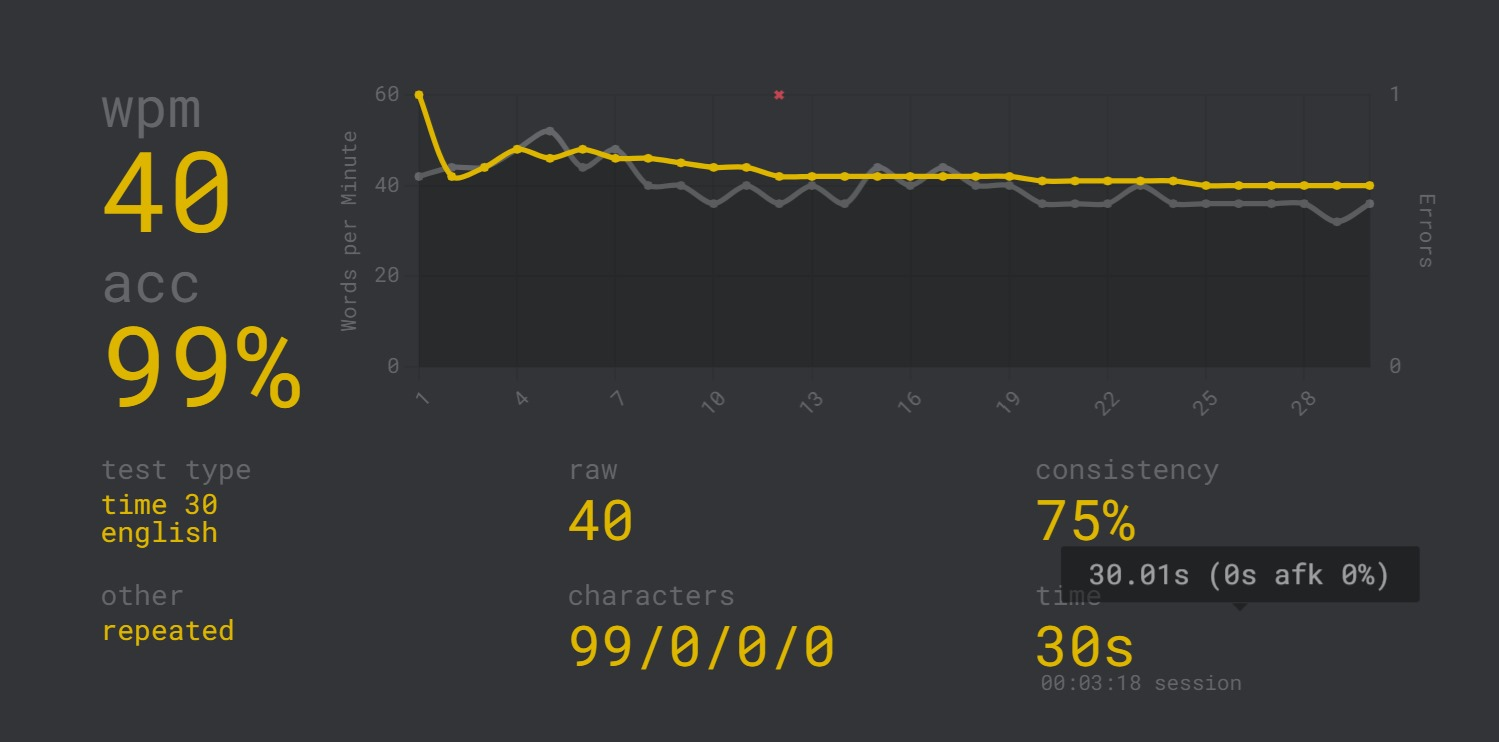 wpm
40
acc
99%
Words per Minute
60
40
20
0
1 4 7 10 13 16 19 22 25 28
1
0
Errors
test type
time 30
english
other
repeated
raw
40
characters
99/0/0/0
consistency
75%
30.01s (0s afk 0%)
time
30s
00:03:18 session